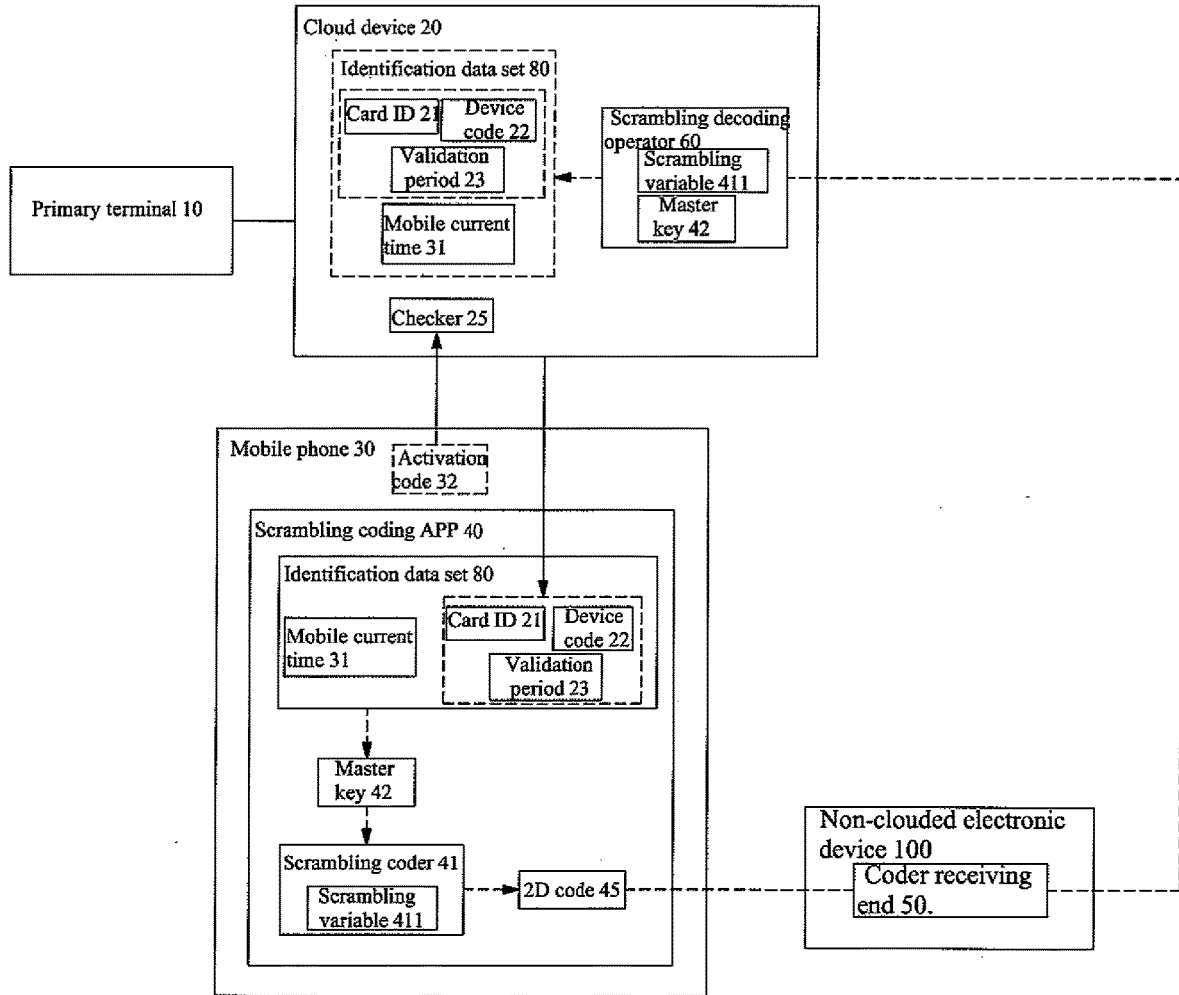 Cloud device 20
Identification data set 80
Card ID 21
Device
code 22
Validation
period 23
Mobile current
time 31
Scrambling decoding
operator 60
Scrambling
variable 411
Master
key 42
Primary terminal 10
Checker 25
Mobile phone 30
Activation
code 32
Scrambling coding APP 40
Identification data set 80
Mobile current
time 31
Card ID 21
Device
code 22
Validation
period 23
Master
key 42
Scrambling coder 41
Scrambling
variable 411
2D code 45
Non-clouded electronic
device 100
Coder receiving
end 50.